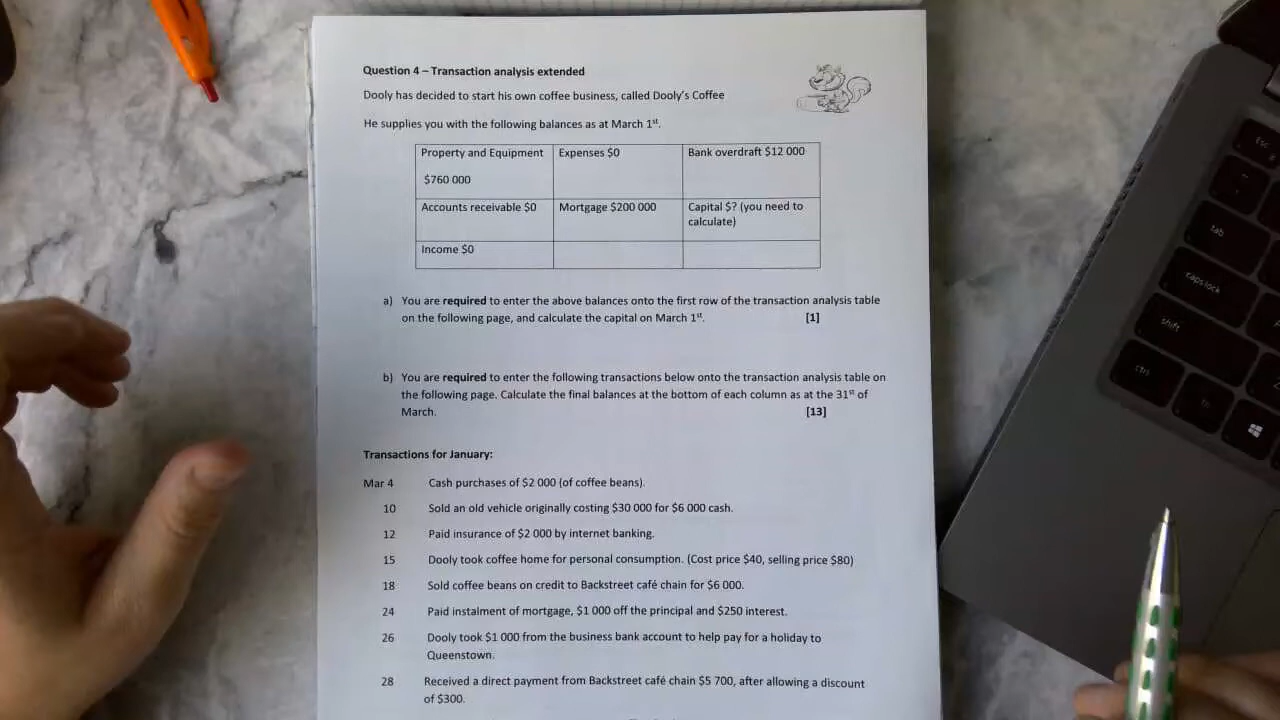 Question 4 – Transaction analysis extended
Dooly has decided to start his own coffee business, called Dooly's Coffee
He supplies you with the following balances as at March 1st.
Property and Equipment $760 000
Expenses $0
Bank overdraft $12 000
Accounts receivable $0
Mortgage $200 000
Capital $? (you need to calculate)
Income $0
a) You are required to enter the above balances onto the first row of the transaction analysis table
on the following page, and calculate the capital on March 1st. [1]
b) You are required to enter the following transactions below onto the transaction analysis table on
the following page. Calculate the final balances at the bottom of each column as at the 31st of
March. [13]
Transactions for January:
Mar 4 Cash purchases of $2 000 (of coffee beans).
10 Sold an old vehicle originally costing $30 000 for $6 000 cash.
12 Paid insurance of $2 000 by internet banking.
15 Dooly took coffee home for personal consumption. (Cost price $40, selling price $80)
18 Sold coffee beans on credit to Backstreet café chain for $6 000.
24 Paid instalment of mortgage, $1 000 off the principal and $250 interest.
26 Dooly took $1 000 from the business bank account to help pay for a holiday to
Queenstown.
28 Received a direct payment from Backstreet café chain $5 700, after allowing a discount
of $300.
esc
tab
caps lock
shift
ctrl
fn